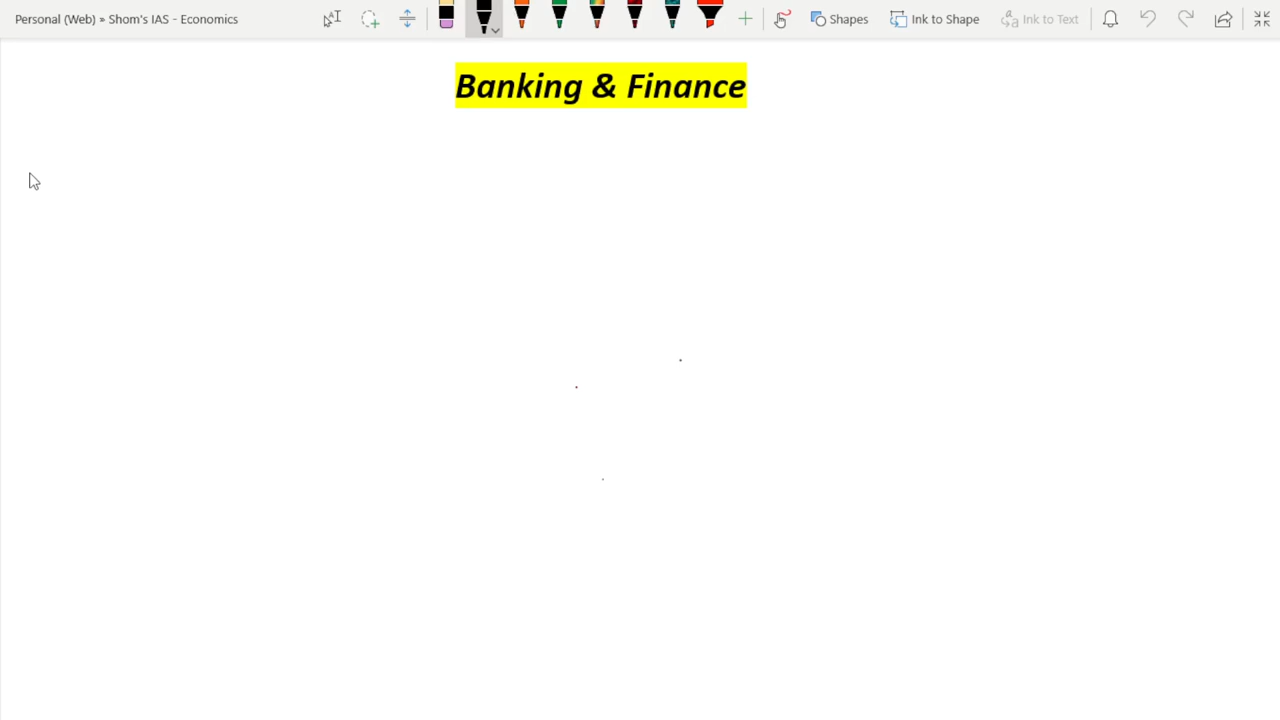 Personal (Web) » Shom's IAS - Economics
Shapes
Ink to Shape
Ink to Text
Banking & Finance